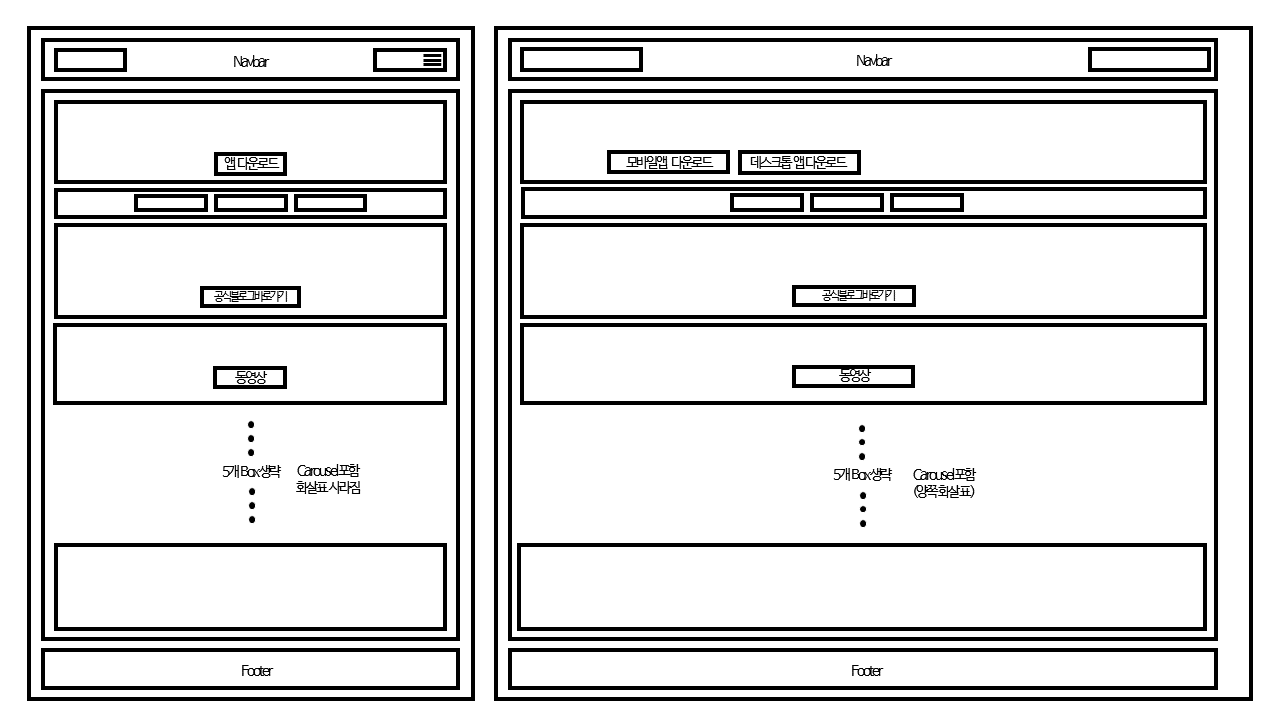 Navbar
앱 다운로드
공식블로그바로가기
동영상
5개 Box생략
Carousel포함
화살표 사라짐
Footer
Navbar
모바일앱 다운로드
데스크톱 앱 다운로드
공식블로그바로가기
동영상
5개 Box생략
Carousel포함
(양쪽 화살표)
Footer